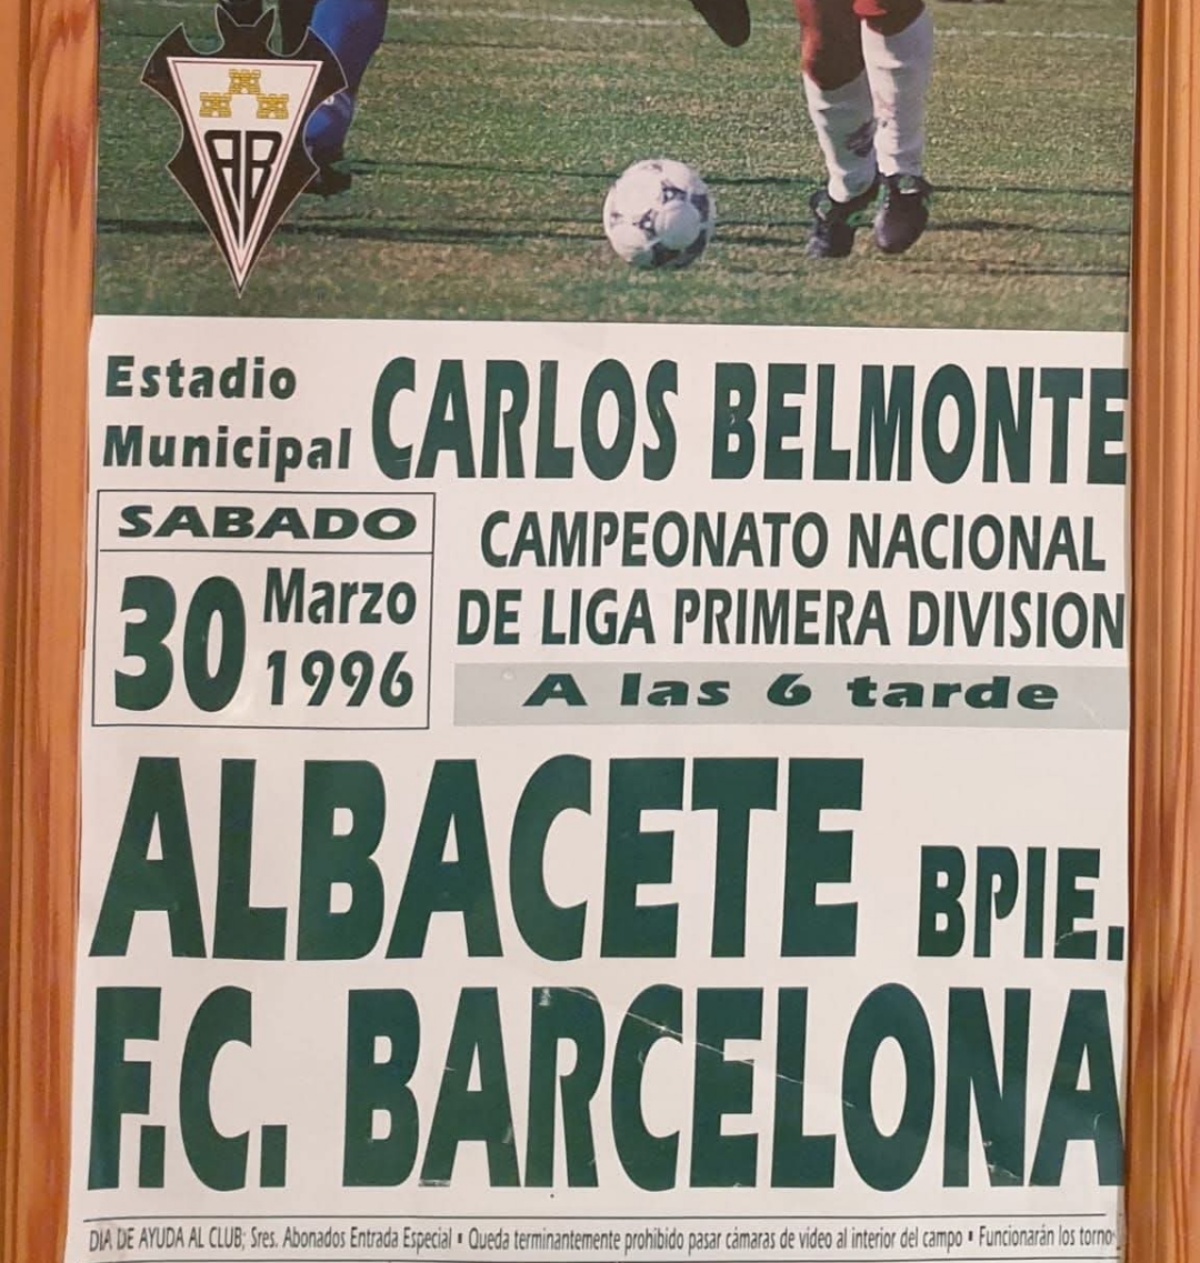 AB
Estadio
Municipal CARLOS BELMONTE
SABADO
30 Marzo
1996
CAMPEONATO NACIONAL
DE LIGA PRIMERA DIVISION
A las 6 tarde
ALBACETE BPIE.
F.C. BARCELONA
DIA DE AYUDA AL CLUB; Sres. Abonados Entrada Especial ▪ Queda terminantemente prohibido pasar cámaras de video al interior del campo ▪ Funcionarán los torno